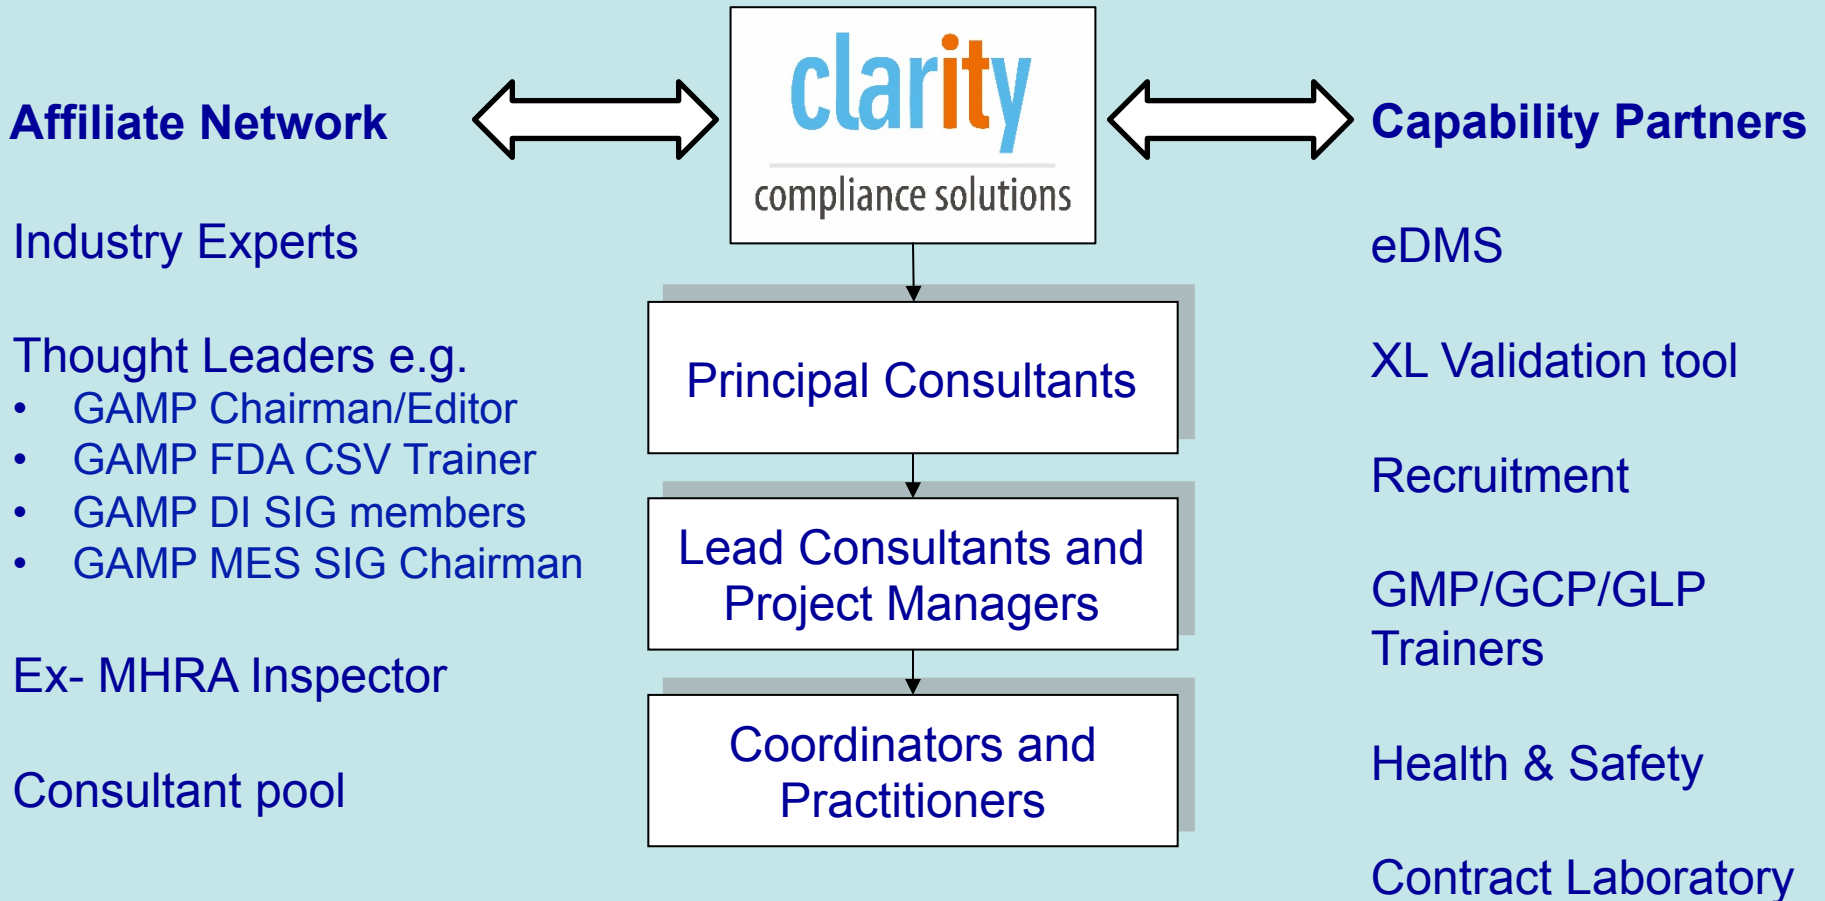 Affiliate Network
Industry Experts
Thought Leaders e.g.
• GAMP Chairman/Editor
• GAMP FDA CSV Trainer
• GAMP DI SIG members
• GAMP MES SIG Chairman
Ex- MHRA Inspector
Consultant pool
clarity
compliance solutions
Principal Consultants
Lead Consultants and
Project Managers
Coordinators and
Practitioners
Capability Partners
eDMS
XL Validation tool
Recruitment
GMP/GCP/GLP
Trainers
Health & Safety
Contract Laboratory